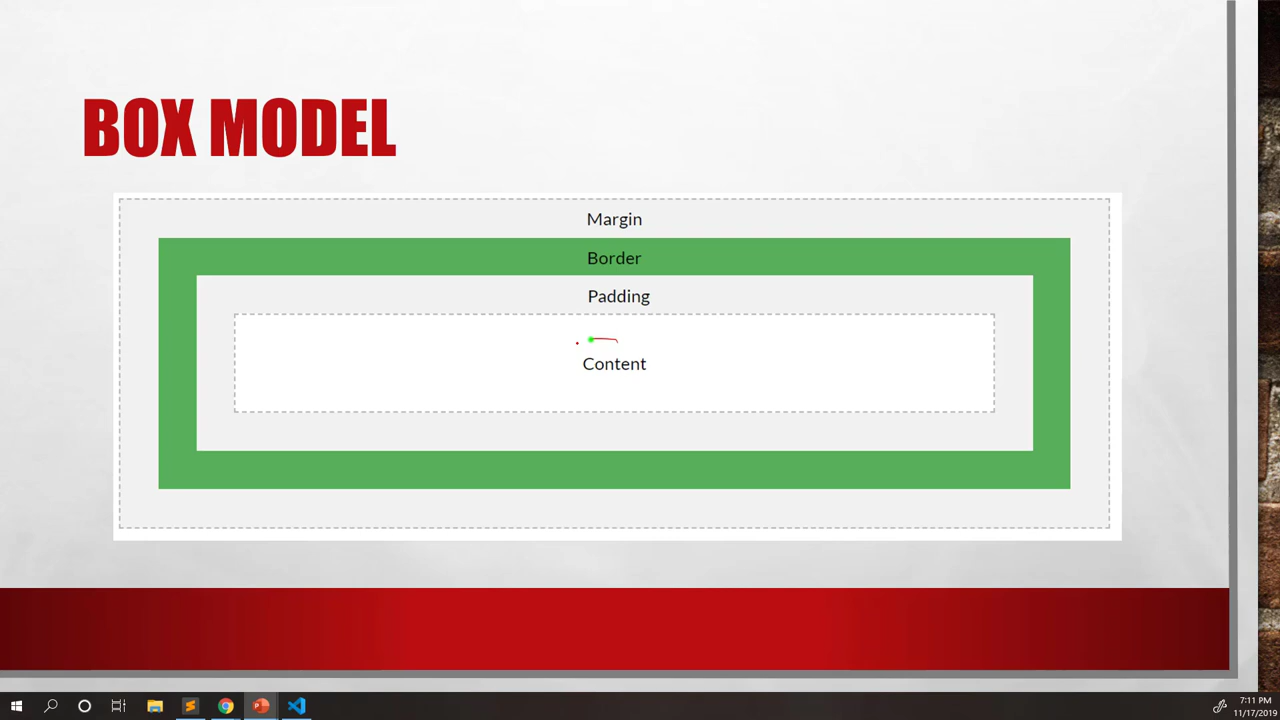 BOX MODEL
Margin
Border
Padding
Content
7:11 PM
11/17/2019